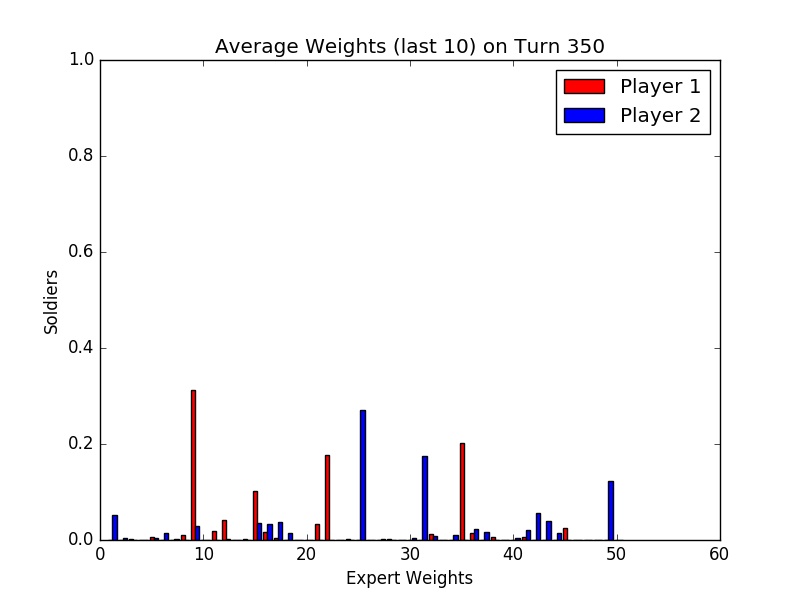 Average Weights (last 10) on Turn 350
1.0
0.8
0.6
0.4
0.2
0.0
Soldiers
Player 1
Player 2
0 10 20 30 40 50 60
Expert Weights